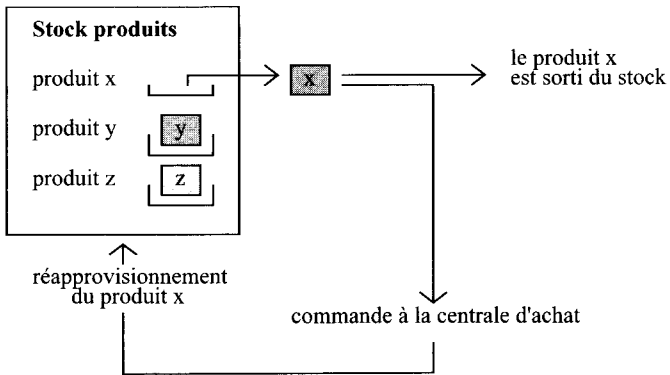 Stock produits
produit x
x
le produit x
est sorti du stock
produit y
y
produit z
z
réapprovisionnement
du produit x
commande à la centrale d'achat